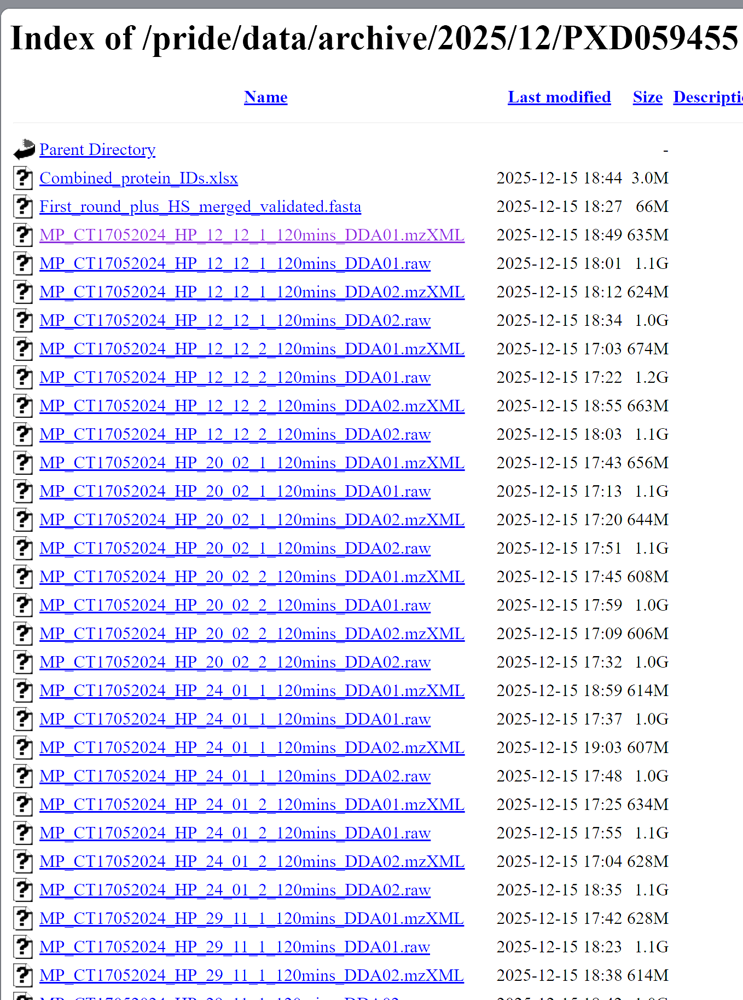 Index of /pride/data/archive/2025/12/PXD059455
Name Last modified Size
Parent Directory -
Combined_protein_IDs.xlsx 2025-12-15 18:44 3.0M
First_round_plus_HS_merged_validated.fasta 2025-12-15 18:27 66M
MP_CT17052024_HP_12_12_1_120mins_DDA01.mzXML 2025-12-15 18:49 635M
MP_CT17052024_HP_12_12_1_120mins_DDA01.raw 2025-12-15 18:01 1.1G
MP_CT17052024_HP_12_12_1_120mins_DDA02.mzXML 2025-12-15 18:12 624M
MP_CT17052024_HP_12_12_1_120mins_DDA02.raw 2025-12-15 18:34 1.0G
MP_CT17052024_HP_12_12_2_120mins_DDA01.mzXML 2025-12-15 17:03 674M
MP_CT17052024_HP_12_12_2_120mins_DDA01.raw 2025-12-15 17:22 1.2G
MP_CT17052024_HP_12_12_2_120mins_DDA02.mzXML 2025-12-15 18:55 663M
MP_CT17052024_HP_12_12_2_120mins_DDA02.raw 2025-12-15 18:03 1.1G
MP_CT17052024_HP_20_02_1_120mins_DDA01.mzXML 2025-12-15 17:43 656M
MP_CT17052024_HP_20_02_1_120mins_DDA01.raw 2025-12-15 17:13 1.1G
MP_CT17052024_HP_20_02_1_120mins_DDA02.mzXML 2025-12-15 17:20 644M
MP_CT17052024_HP_20_02_1_120mins_DDA02.raw 2025-12-15 17:51 1.1G
MP_CT17052024_HP_20_02_2_120mins_DDA01.mzXML 2025-12-15 17:45 608M
MP_CT17052024_HP_20_02_2_120mins_DDA01.raw 2025-12-15 17:59 1.0G
MP_CT17052024_HP_20_02_2_120mins_DDA02.mzXML 2025-12-15 17:09 606M
MP_CT17052024_HP_20_02_2_120mins_DDA02.raw 2025-12-15 17:32 1.0G
MP_CT17052024_HP_24_01_1_120mins_DDA01.mzXML 2025-12-15 18:59 614M
MP_CT17052024_HP_24_01_1_120mins_DDA01.raw 2025-12-15 17:37 1.0G
MP_CT17052024_HP_24_01_1_120mins_DDA02.mzXML 2025-12-15 19:03 607M
MP_CT17052024_HP_24_01_1_120mins_DDA02.raw 2025-12-15 17:48 1.0G
MP_CT17052024_HP_24_01_2_120mins_DDA01.mzXML 2025-12-15 17:25 634M
MP_CT17052024_HP_24_01_2_120mins_DDA01.raw 2025-12-15 17:55 1.1G
MP_CT17052024_HP_24_01_2_120mins_DDA02.mzXML 2025-12-15 17:04 628M
MP_CT17052024_HP_24_01_2_120mins_DDA02.raw 2025-12-15 18:35 1.1G
MP_CT17052024_HP_29_11_1_120mins_DDA01.mzXML 2025-12-15 17:42 628M
MP_CT17052024_HP_29_11_1_120mins_DDA01.raw 2025-12-15 18:23 1.1G
MP_CT17052024_HP_29_11_1_120mins_DDA02.mzXML 2025-12-15 18:38 614M